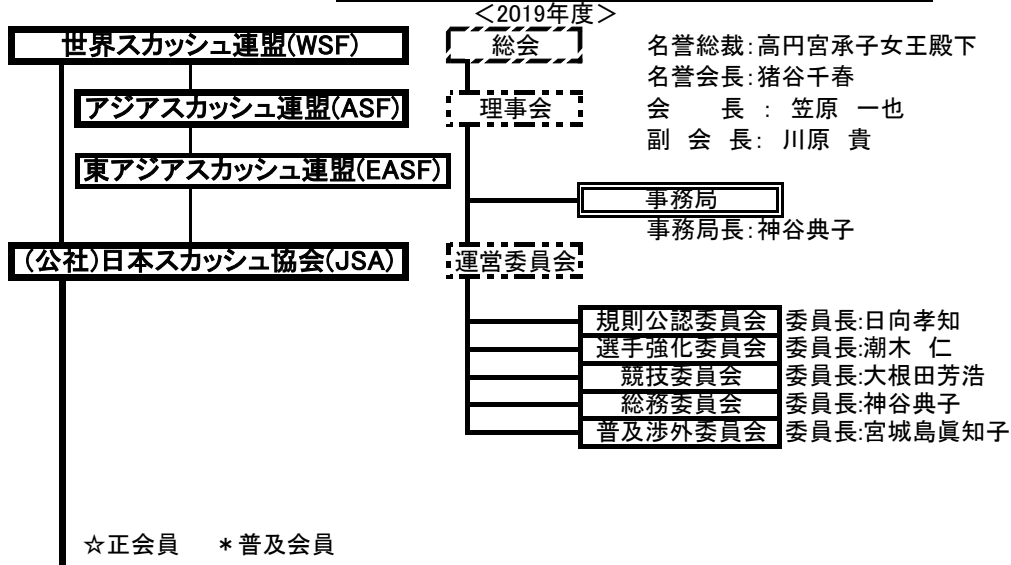 ＜2019年度＞
世界スカッシュ連盟(WSF)
総会
名誉総裁：高円宮承子女王殿下
名誉会長：猪谷千春
アジアスカッシュ連盟(ASF)
理事会
会　　長 ： 笠原　一也
副　会　長： 川原　貴
東アジアスカッシュ連盟(EASF)
事務局
事務局長：神谷典子
(公社)日本スカッシュ協会(JSA)
運営委員会
規則公認委員会 委員長:日向孝知
選手強化委員会 委員長:潮木　仁
競技委員会 委員長:大根田芳浩
総務委員会 委員長:神谷典子
普及渉外委員会 委員長:宮城島眞知子
☆正会員　＊普及会員